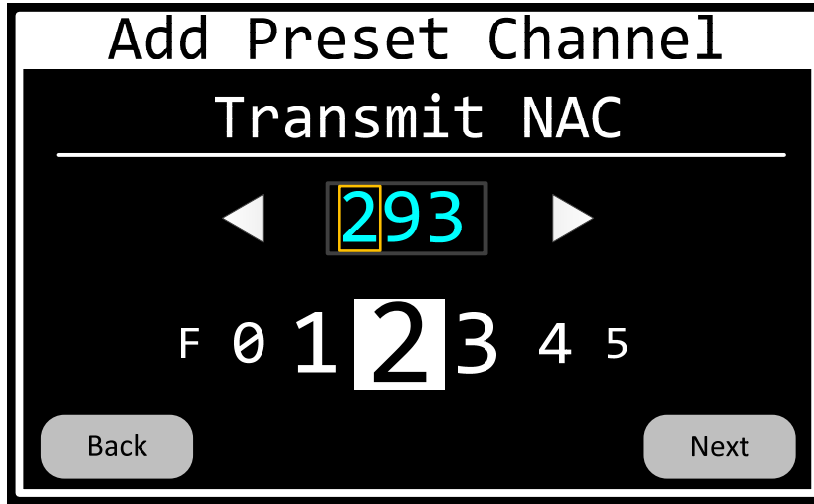 Add Preset Channel
Transmit NAC
293
F 0 1 2 3 4 5
Back Next